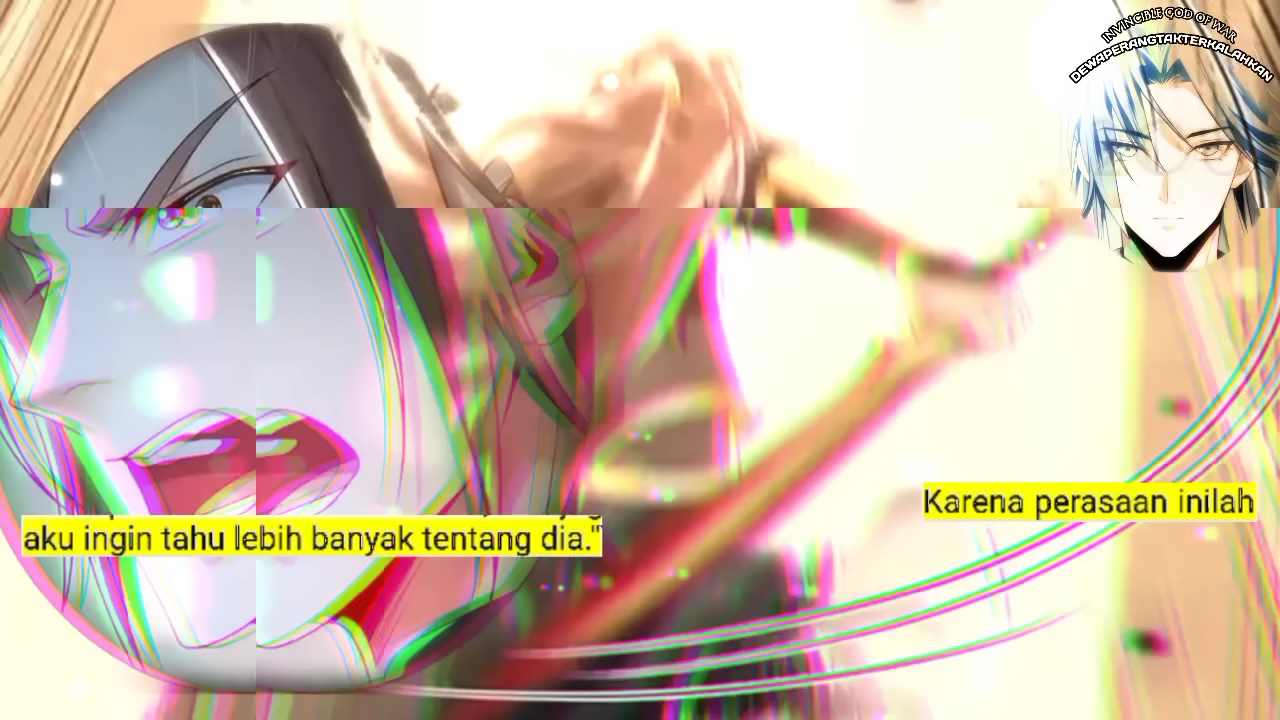 INVINCIBLE GOD OF WAR
DEWAPERANGTAKTERKALAHKAN
Karena perasaan inilah
aku ingin tahu lebih banyak tentang dia."